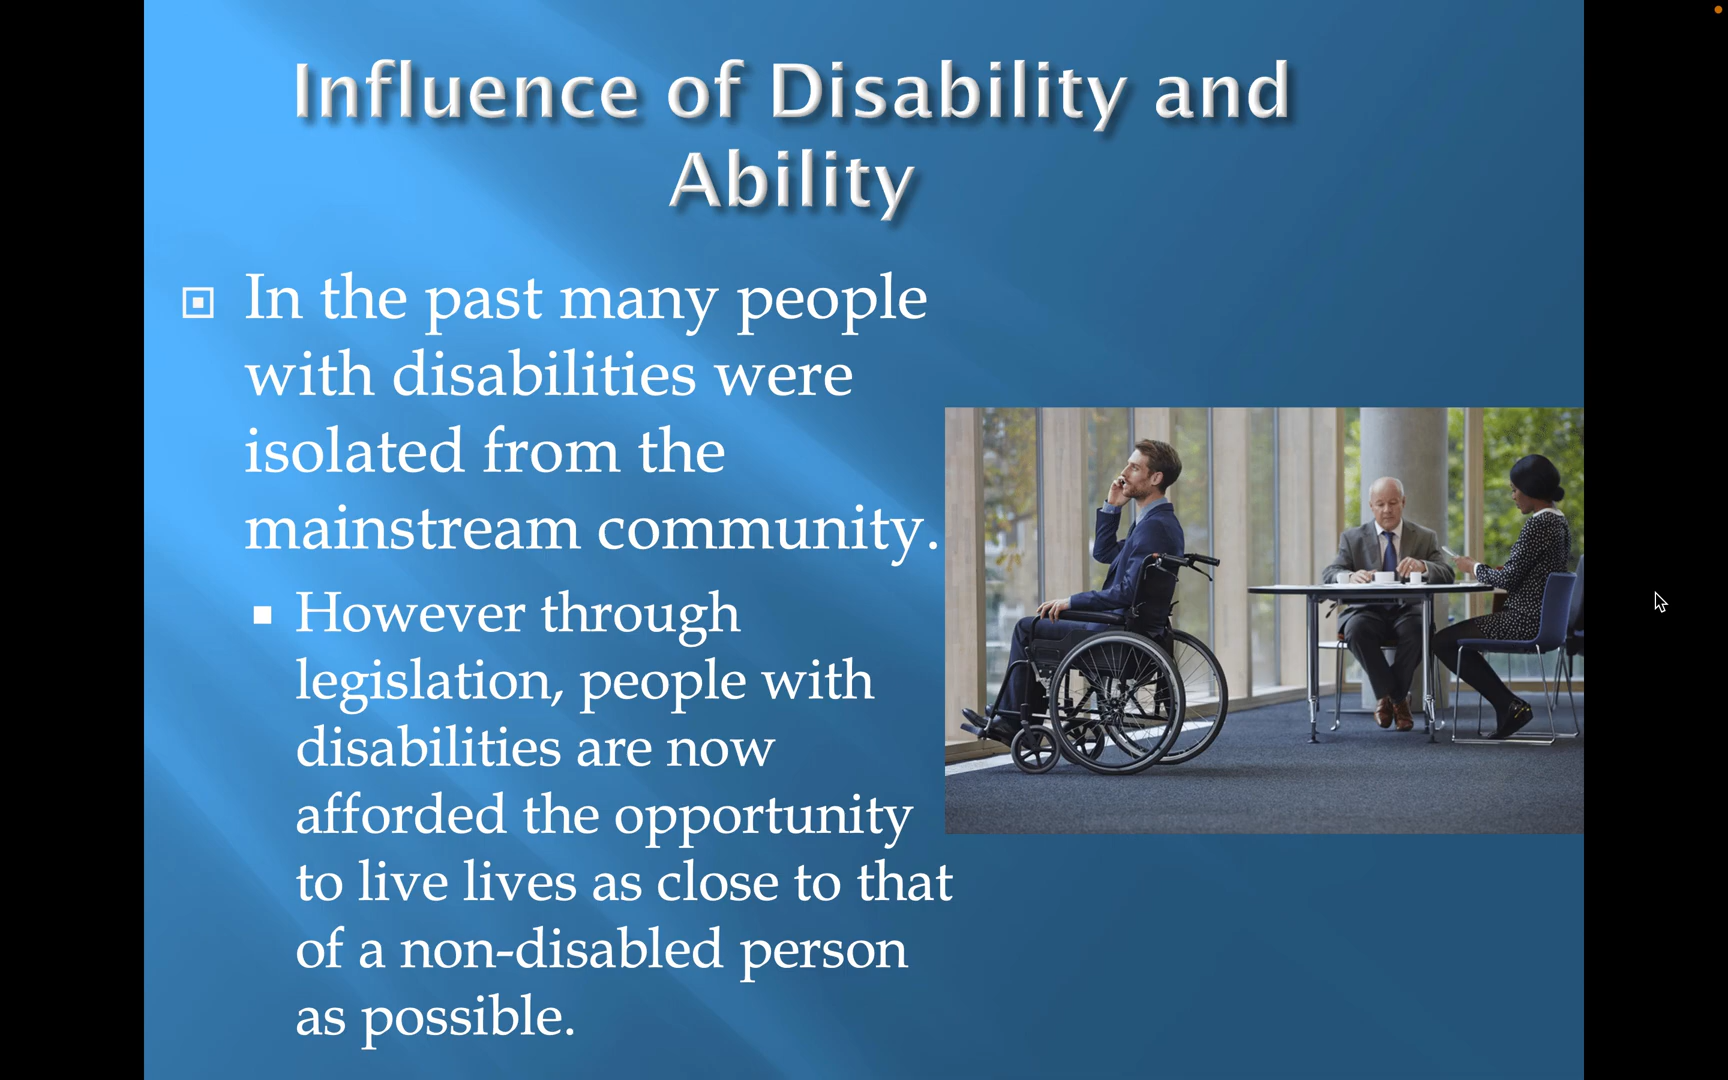 Influence of Disability and
Ability
In the past many people
with disabilities were
isolated from the
mainstream community.
However through
legislation, people with
disabilities are now
afforded the opportunity
to live lives as close to that
of a non-disabled person
as possible.